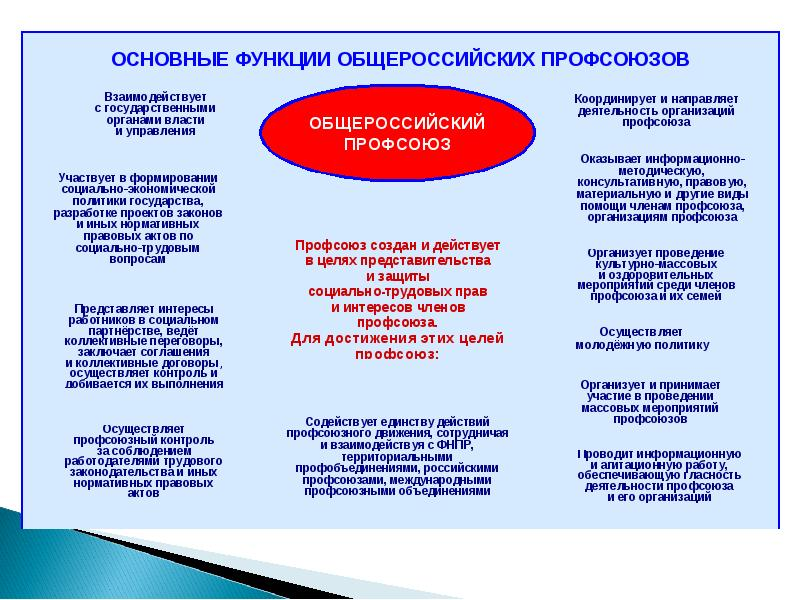 ОСНОВНЫЕ ФУНКЦИИ ОБЩЕРОССИЙСКИХ ПРОФСОЮЗОВ
Взаимодействует
с государственными
органами власти
и управления
Участвует в формировании
социально-экономической
политики государства,
разработке проектов законов
и иных нормативных
правовых актов по
социально-трудовым
вопросам
Представляет интересы
работников в социальном
партнёрстве, ведёт
коллективные переговоры,
заключает соглашения
и коллективные договоры,
осуществляет контроль и
добивается их выполнения
Осуществляет
профсоюзный контроль
за соблюдением
работодателями трудового
законодательства и иных
нормативных правовых
актов
ОБЩЕРОССИЙСКИЙ
ПРОФСОЮЗ
Профсоюз создан и действует
в целях представительства
и защиты
социально-трудовых прав
и интересов членов
профсоюза.
Для достижения этих целей
профсоюз:
Содействует единству действий
профсоюзного движения, сотрудничая
и взаимодействуя с ФНПР,
территориальными
профобъединениями, российскими
профсоюзами, международными
профсоюзными объединениями
Координирует и направляет
деятельность организаций
профсоюза
Оказывает информационно-
методическую,
консультативную, правовую,
материальную и другие виды
помощи членам профсоюза,
организациям профсоюза
Организует проведение
культурно-массовых
и оздоровительных
мероприятий среди членов
профсоюза и их семей
Осуществляет
молодёжную политику
Организует и принимает
участие в проведении
массовых мероприятий
профсоюзов
Проводит информационную
и агитационную работу,
обеспечивающую гласность
деятельности профсоюза
и его организаций